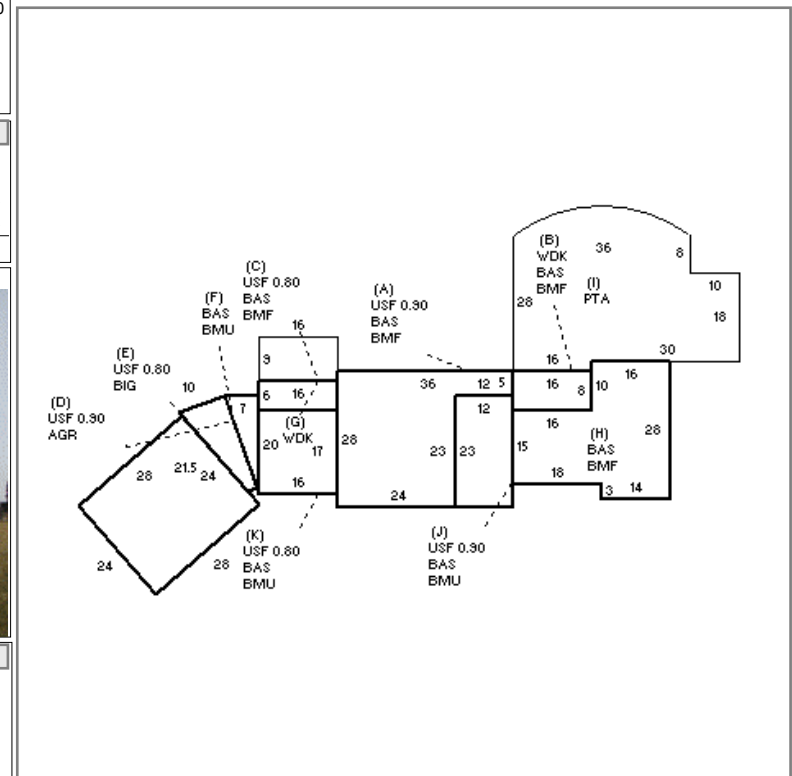 (B)
WDK
BAS
BMF
36
8
(I)
PTA
10
28
18
(C)
USF 0.80
BAS
BMF
(A)
USF 0.90
BAS
BMF
(F)
BAS
BMU
16
9
(E)
USF 0.80
BIG
10
(D)
USF 0.90
AGR
7
6
16
36
12
5
12
16
16
8
10
16
30
(G)
WDK
20
17
16
28
23
23
15
16
(H)
BAS
BMF
28
18
3
14
28
21.5
24
24
28
24
(K)
USF 0.80
BAS
BMU
(J)
USF 0.90
BAS
BMU